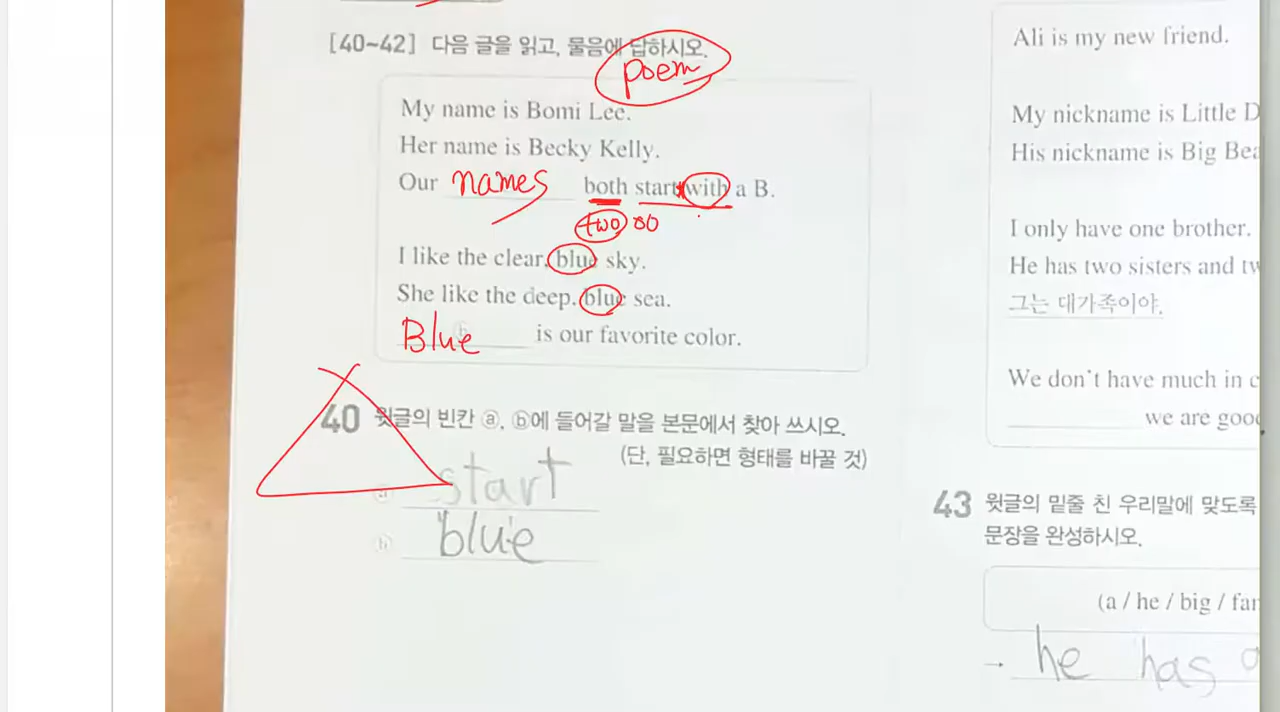 [40~42] 다음 글을 읽고, 물음에 답하시오.
poem
My name is Bomi Lee.
Her name is Becky Kelly.
Our names both start with a B.
two 00
I like the clear, blue sky.
She like the deep, blue sea.
Blue is our favorite color.
40 윗글의 빈칸 ⓐ, ⓑ에 들어갈 말을 본문에서 찾아 쓰시오.
(단, 필요하면 형태를 바꿀 것)
ⓐ start
ⓑ blue
Ali is my new friend.
My nickname is Little D
His nickname is Big Bea
I only have one brother.
He has two sisters and tw
그는 대가족이야.
We don't have much in c
we are good
43 윗글의 밑줄 친 우리말에 맞도록
문장을 완성하시오.
(a / he / big / fam
→ he has a